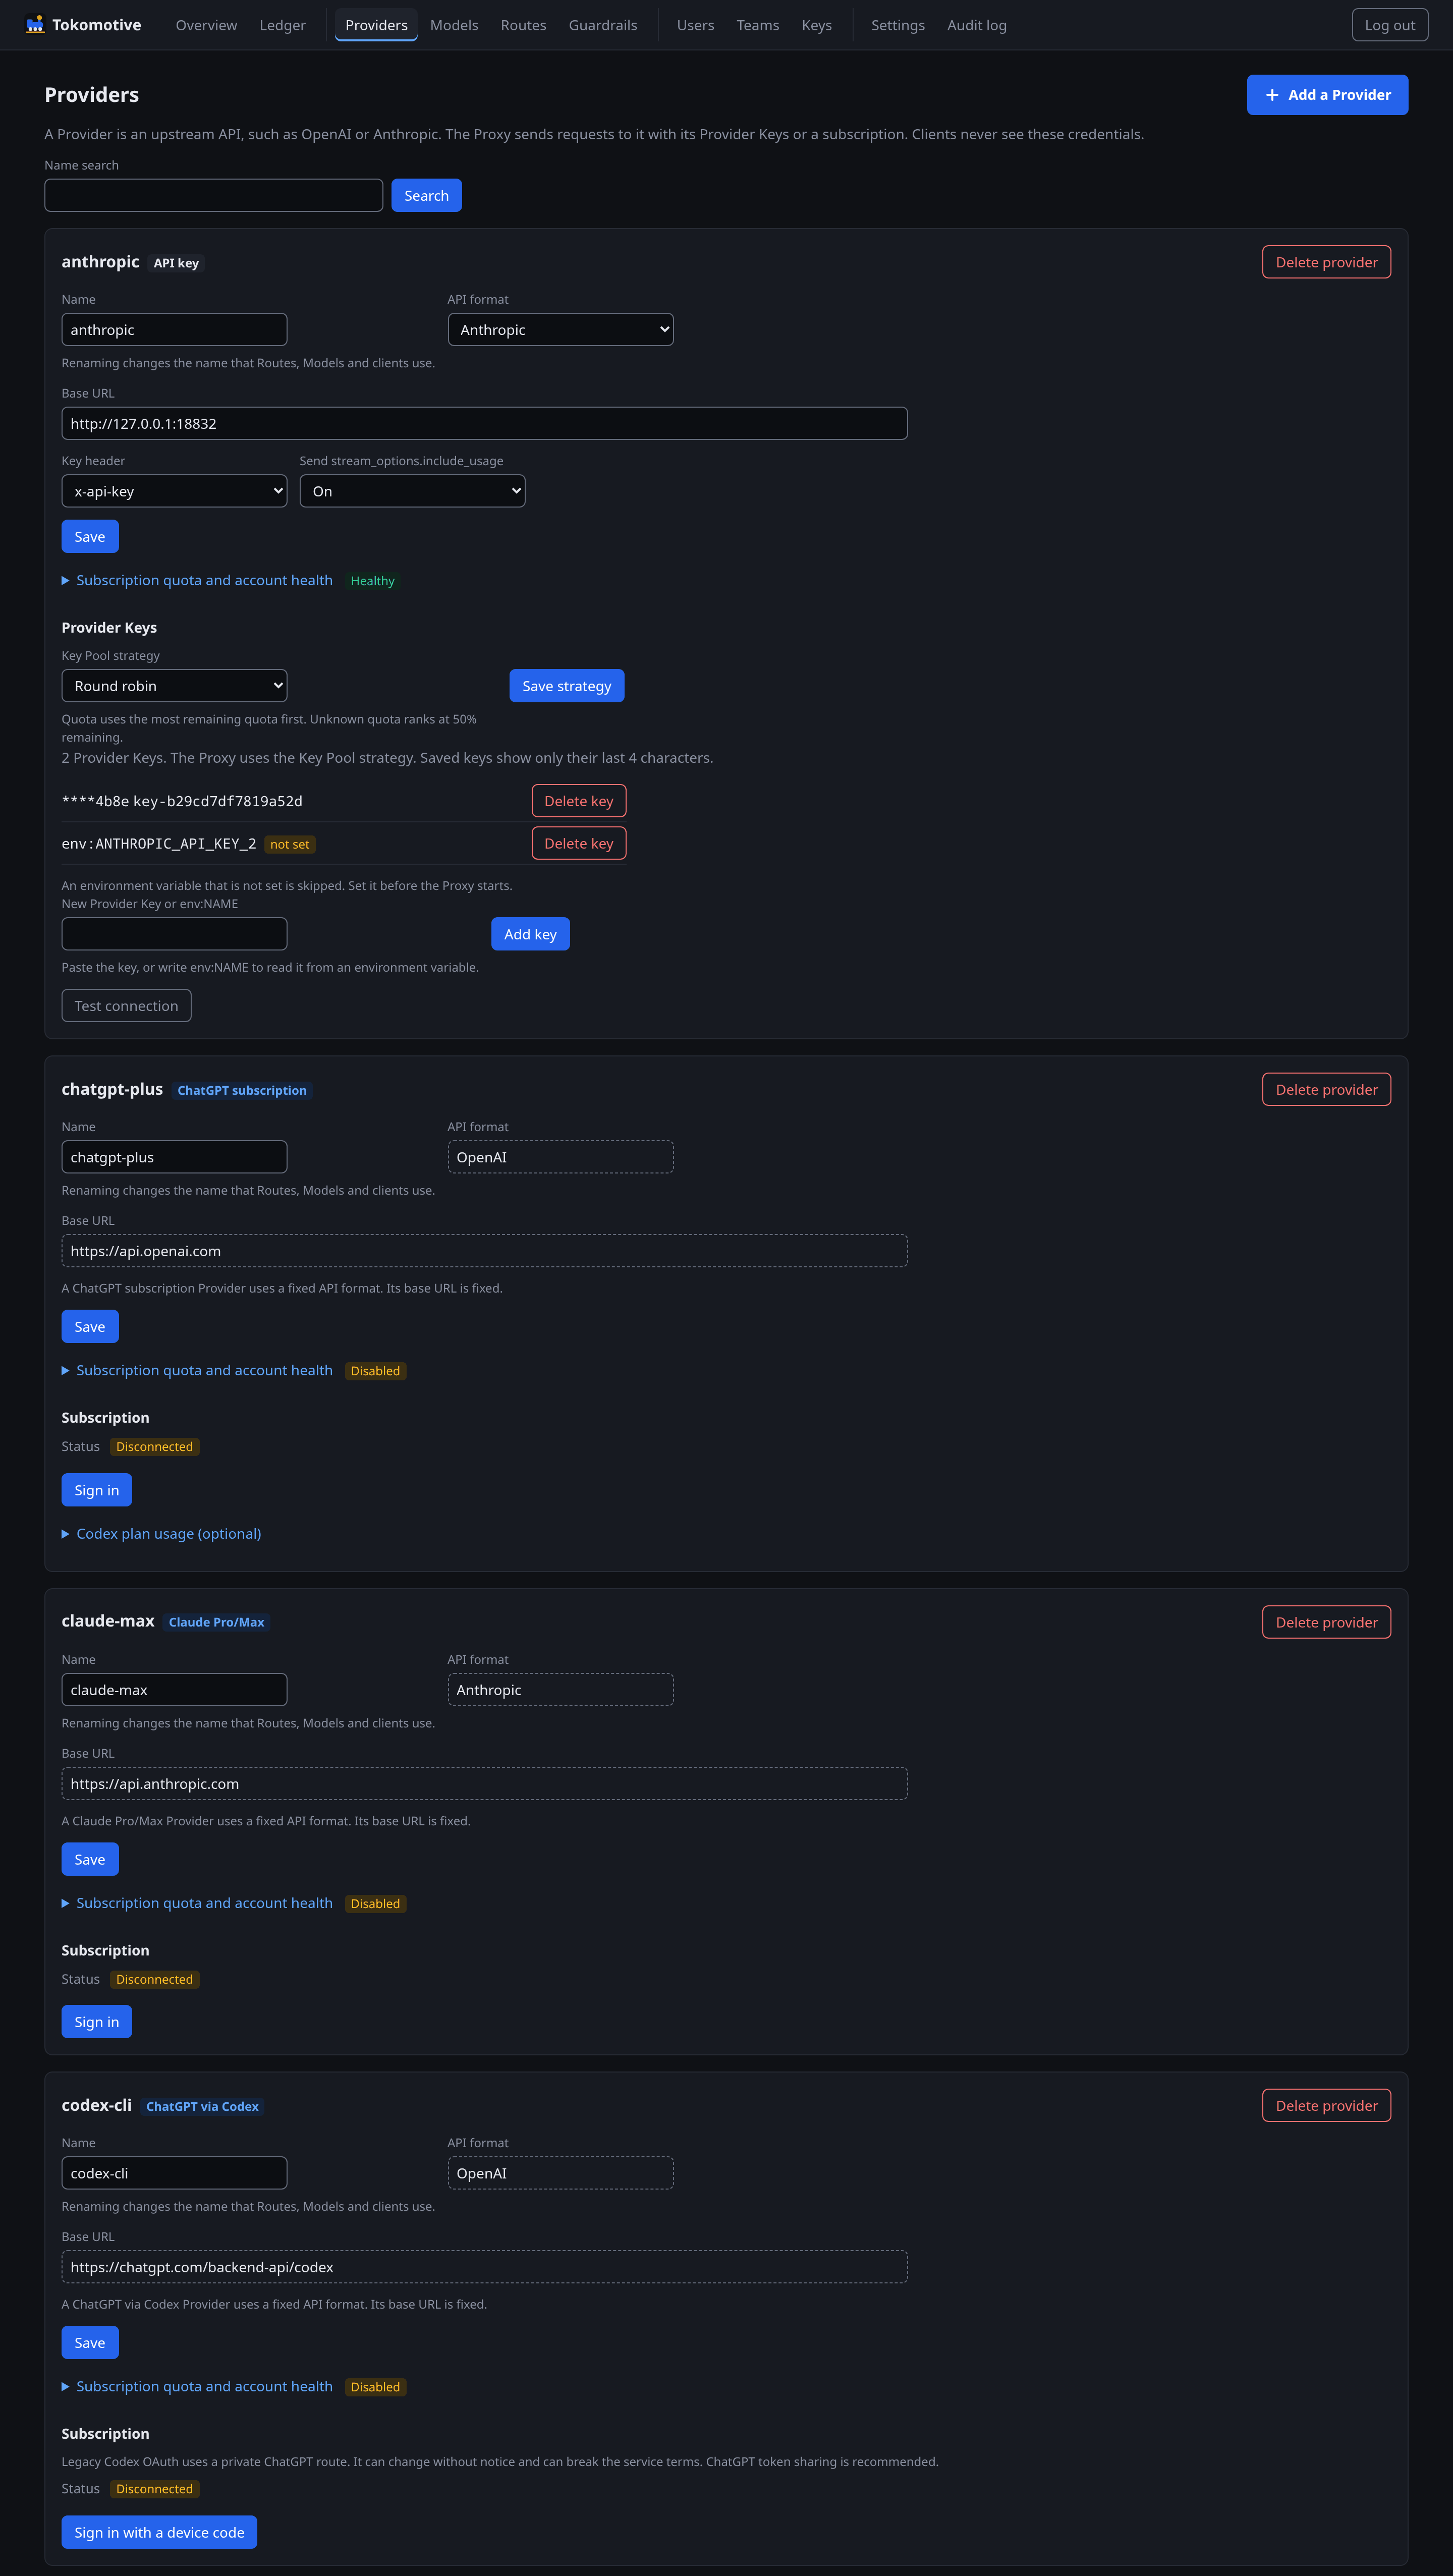 Tokomotive Overview Ledger Providers Models Routes Guardrails Users Teams Keys Settings Audit log Log out
Providers
Add a Provider
A Provider is an upstream API, such as OpenAI or Anthropic. The Proxy sends requests to it with its Provider Keys or a subscription. Clients never see these credentials.
Name search
Search
anthropic API key Delete provider
Name API format
anthropic Anthropic
Renaming changes the name that Routes, Models and clients use.
Base URL
http://127.0.0.1:18832
Key header Send stream_options.include_usage
x-api-key On
Save
Subscription quota and account health Healthy
Provider Keys
Key Pool strategy
Round robin Save strategy
Quota uses the most remaining quota first. Unknown quota ranks at 50%
remaining.
2 Provider Keys. The Proxy uses the Key Pool strategy. Saved keys show only their last 4 characters.
****4b8e key-b29cd7df7819a52d Delete key
env:ANTHROPIC_API_KEY_2 not set Delete key
An environment variable that is not set is skipped. Set it before the Proxy starts.
New Provider Key or env:NAME
Add key
Paste the key, or write env:NAME to read it from an environment variable.
Test connection
chatgpt-plus ChatGPT subscription Delete provider
Name API format
chatgpt-plus OpenAI
Renaming changes the name that Routes, Models and clients use.
Base URL
https://api.openai.com
A ChatGPT subscription Provider uses a fixed API format. Its base URL is fixed.
Save
Subscription quota and account health Disabled
Subscription
Status Disconnected
Sign in
Codex plan usage (optional)
claude-max Claude Pro/Max Delete provider
Name API format
claude-max Anthropic
Renaming changes the name that Routes, Models and clients use.
Base URL
https://api.anthropic.com
A Claude Pro/Max Provider uses a fixed API format. Its base URL is fixed.
Save
Subscription quota and account health Disabled
Subscription
Status Disconnected
Sign in
codex-cli ChatGPT via Codex Delete provider
Name API format
codex-cli OpenAI
Renaming changes the name that Routes, Models and clients use.
Base URL
https://chatgpt.com/backend-api/codex
A ChatGPT via Codex Provider uses a fixed API format. Its base URL is fixed.
Save
Subscription quota and account health Disabled
Subscription
Legacy Codex OAuth uses a private ChatGPT route. It can change without notice and can break the service terms. ChatGPT token sharing is recommended.
Status Disconnected
Sign in with a device code